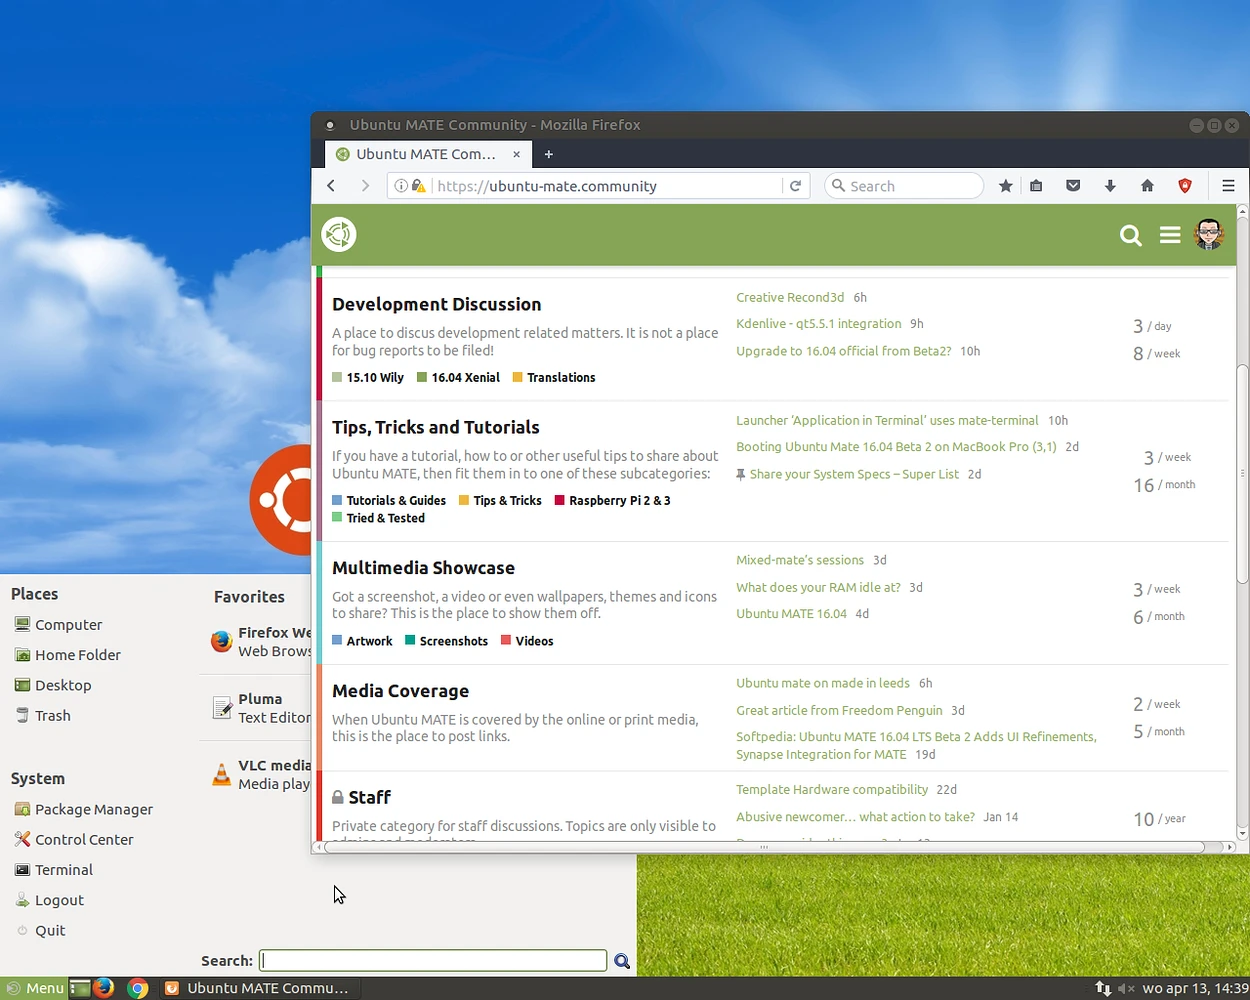 Ubuntu MATE Community - Mozilla Firefox
Ubuntu MATE Com...
https://ubuntu-mate.community
Search
Development Discussion
A place to discus development related matters. It is not a place
for bug reports to be filed!
15.10 Wily 16.04 Xenial Translations
Creative Recond3d 6h
Kdenlive - qt5.5.1 integration 9h
Upgrade to 16.04 official from Beta2? 10h
3 / day
8 / week
Tips, Tricks and Tutorials
If you have a tutorial, how to or other useful tips to share about
Ubuntu MATE, then fit them in to one of these subcategories:
Tutorials & Guides Tips & Tricks Raspberry Pi 2 & 3
Tried & Tested
Launcher 'Application in Terminal' uses mate-terminal 10h
Booting Ubuntu Mate 16.04 Beta 2 on MacBook Pro (3,1) 2d
Share your System Specs – Super List 2d
3 / week
16 / month
Multimedia Showcase
Got a screenshot, a video or even wallpapers, themes and icons
to share? This is the place to show them off.
Artwork Screenshots Videos
Mixed-mate's sessions 3d
What does your RAM idle at? 3d
Ubuntu MATE 16.04 4d
3 / week
6 / month
Media Coverage
When Ubuntu MATE is covered by the online or print media,
this is the place to post links.
Ubuntu mate on made in leeds 6h
Great article from Freedom Penguin 3d
Softpedia: Ubuntu MATE 16.04 LTS Beta 2 Adds UI Refinements,
Synapse Integration for MATE 19d
2 / week
5 / month
Staff
Private category for staff discussions. Topics are only visible to
Template Hardware compatibility 22d
Abusive newcomer... what action to take? Jan 14
10 / year
Places
Computer
Home Folder
Desktop
Trash
System
Package Manager
Control Center
Terminal
Logout
Quit
Favorites
Firefox We
Web Brows
Pluma
Text Editor
VLC media
Media play
Search:
Menu
Ubuntu MATE Commu...
wo apr 13, 14:39